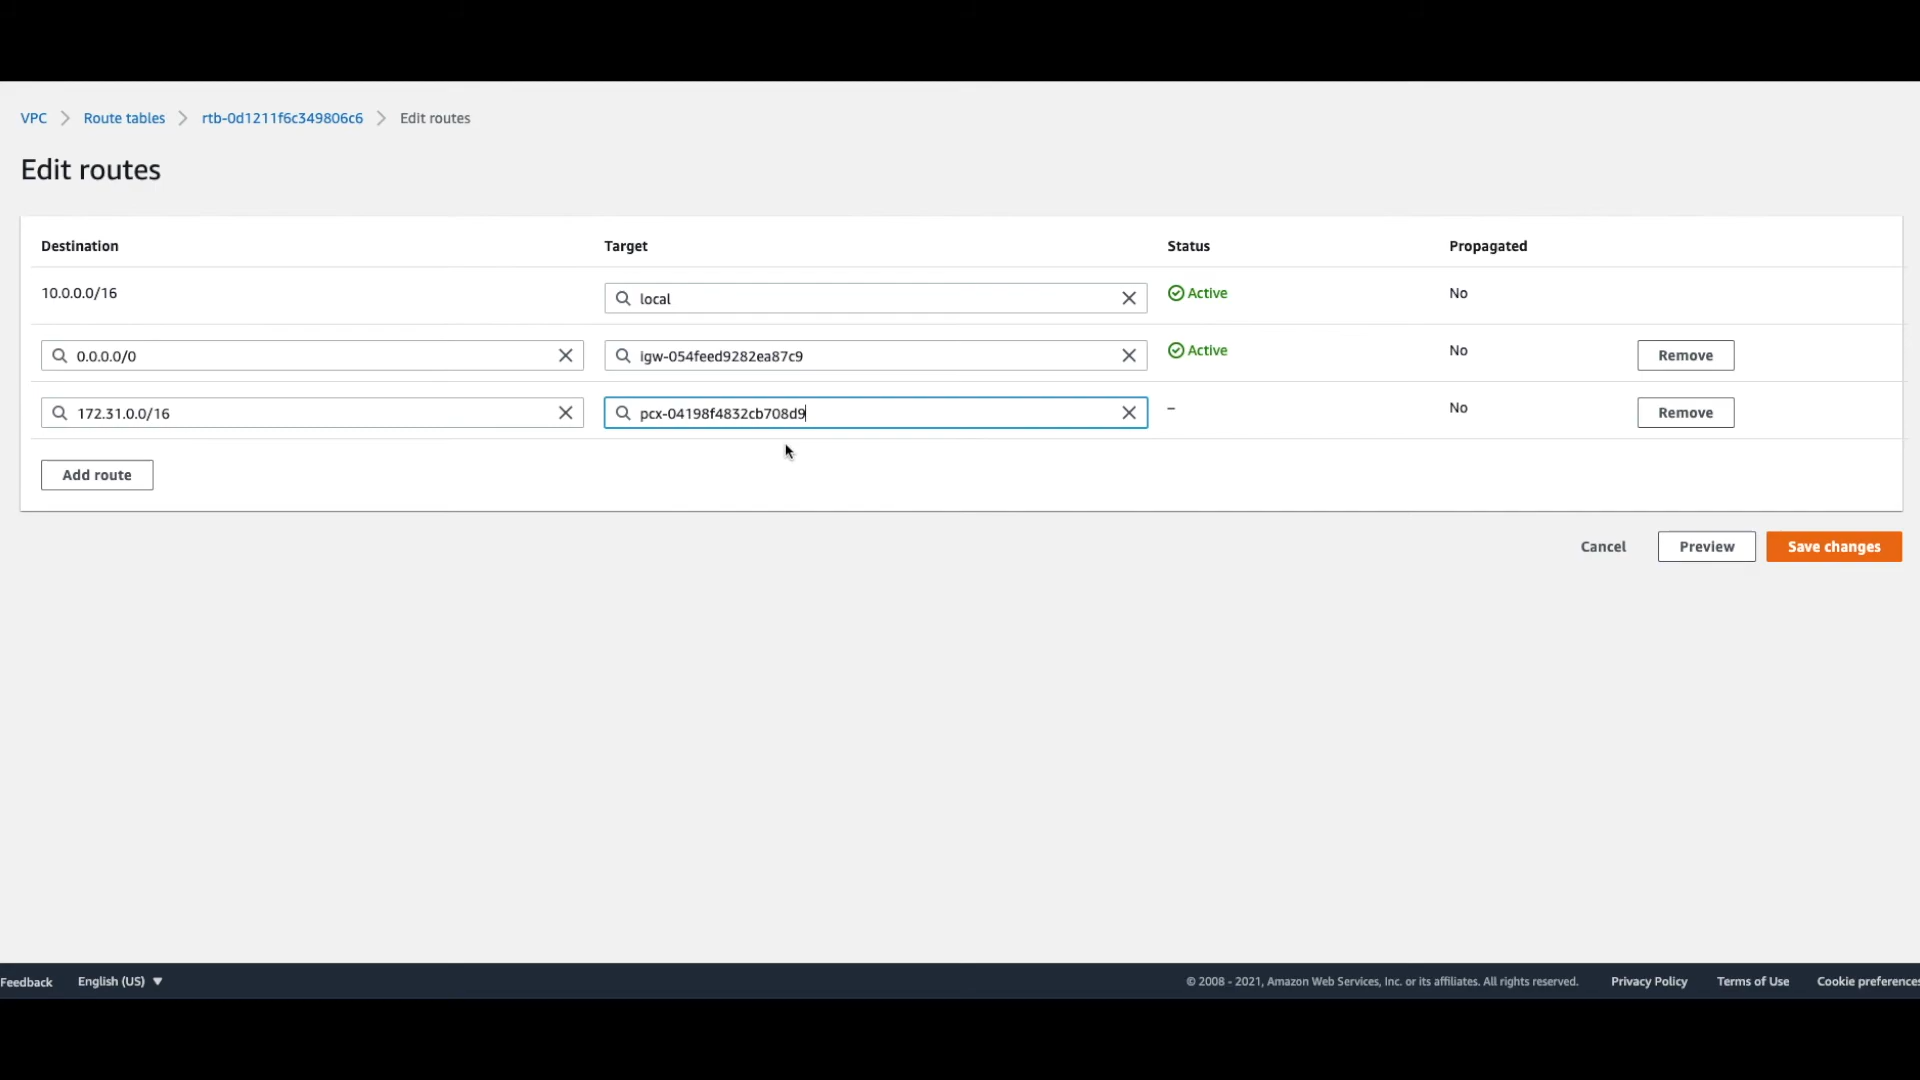 VPC > Route tables > rtb-0d1211f6c349806c6 > Edit routes
Edit routes
Destination Target Status Propagated
10.0.0.0/16 local Active No
0.0.0.0/0 igw-054feed9282ea87c9 Active No Remove
172.31.0.0/16 pcx-04198f4832cb708d9 – No Remove
Add route
Cancel Preview Save changes
Feedback English (US) © 2008 - 2021, Amazon Web Services, Inc. or its affiliates. All rights reserved. Privacy Policy Terms of Use Cookie preferences